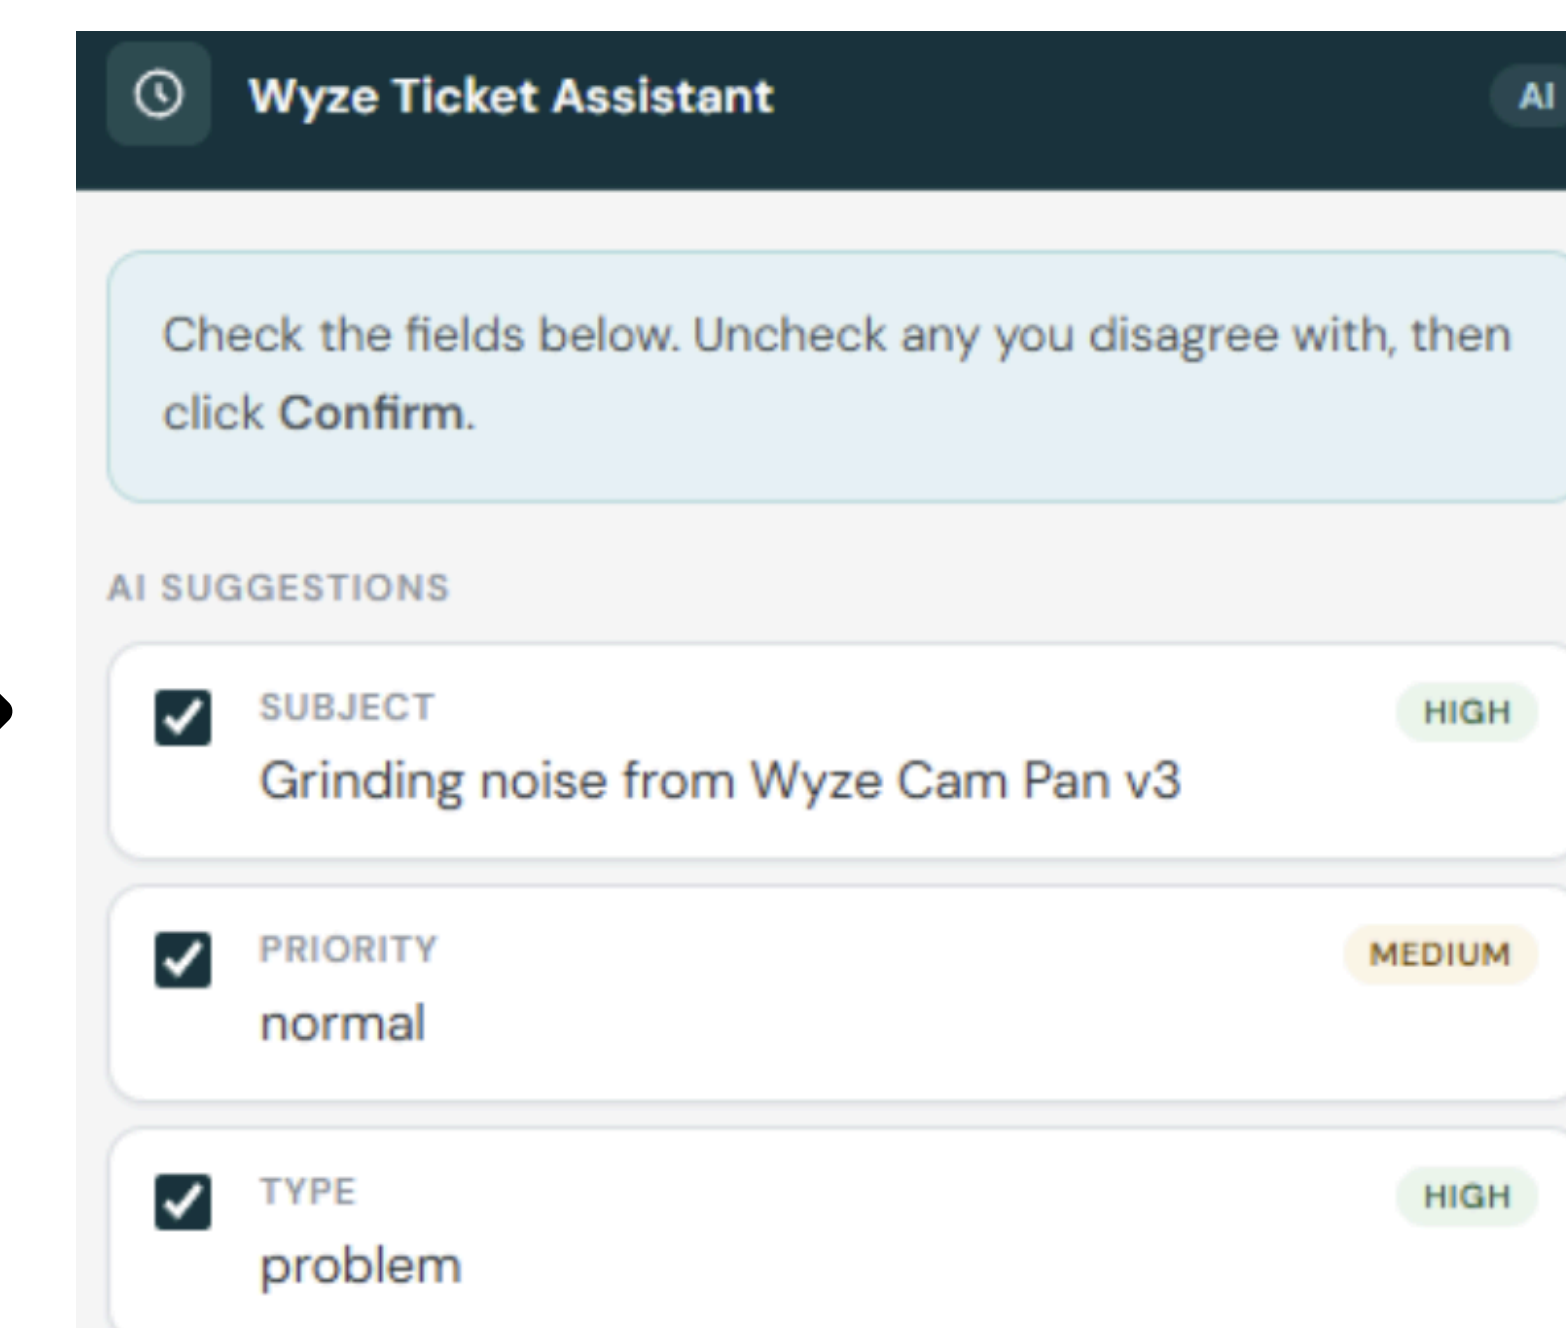 Wyze Ticket Assistant
AI
Check the fields below. Uncheck any you disagree with, then
click Confirm.
AI SUGGESTIONS
SUBJECT
HIGH
Grinding noise from Wyze Cam Pan v3
PRIORITY
MEDIUM
normal
TYPE
HIGH
problem